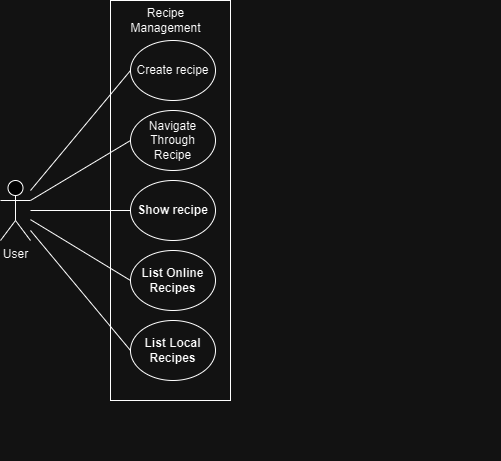 Recipe
Management
Create recipe
Navigate
Through
Recipe
Show recipe
List Online
Recipes
List Local
Recipes
User